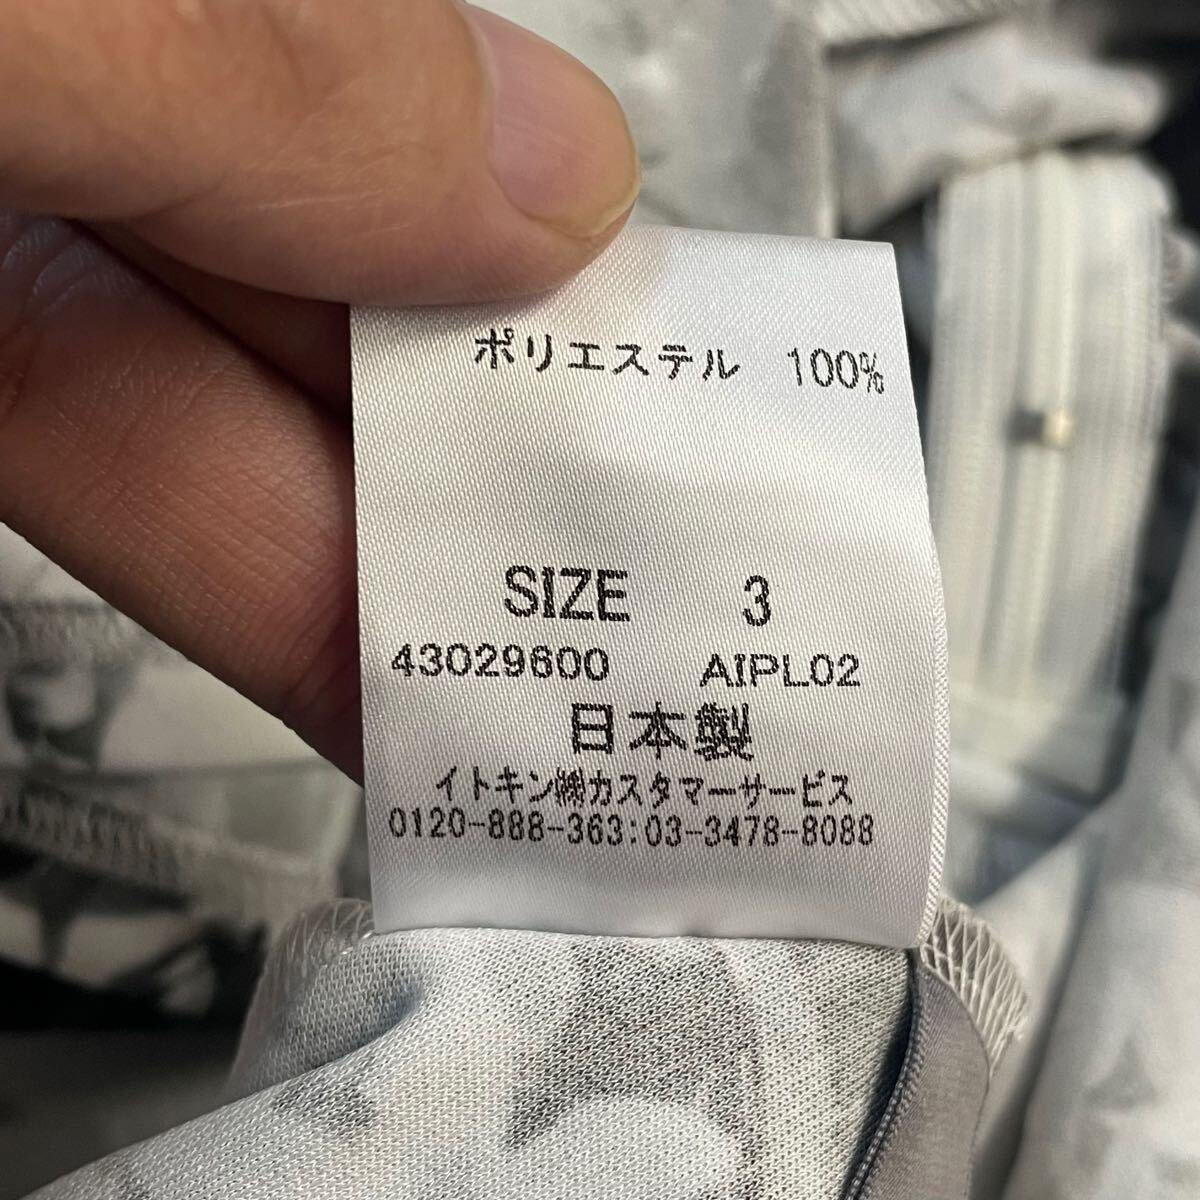 ポリエステル 100%
SIZE 3
43029600 AIPL02
日本製
イトキン㈱カスタマーサービス
0120-888-363:03-3478-8088